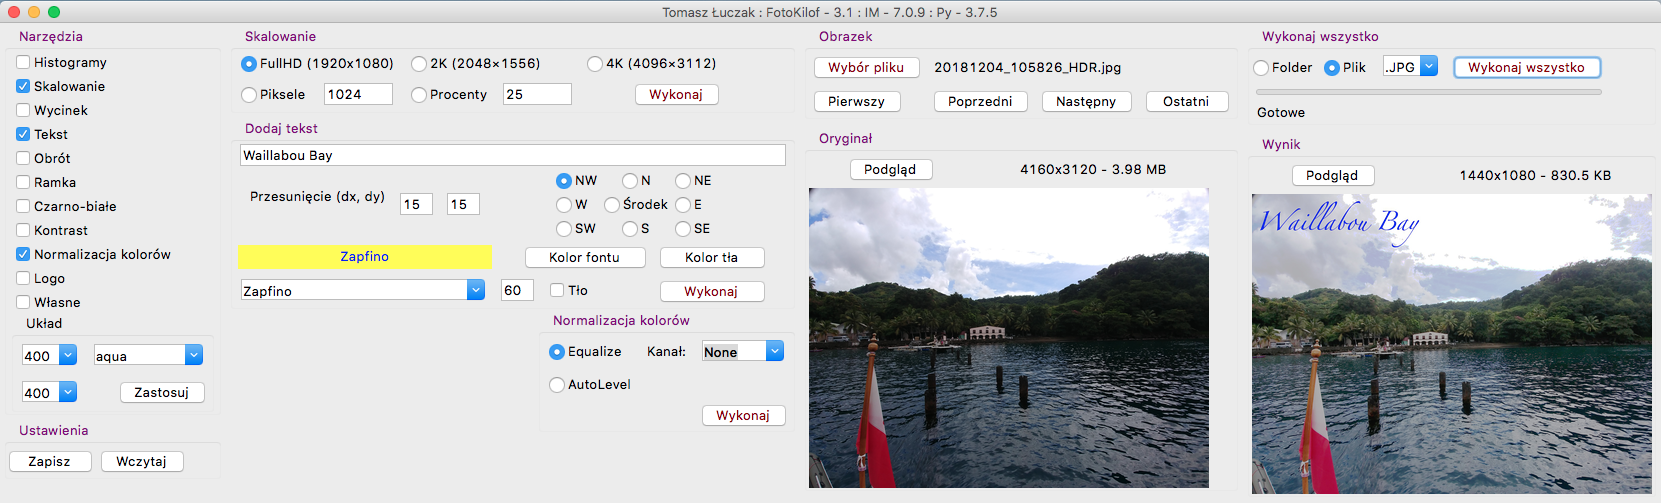 Tomasz Łuczak : FotoKilof - 3.1 : IM - 7.0.9 : Py - 3.7.5
Narzędzia
Histogramy
Skalowanie
Wycinek
Tekst
Obrót
Ramka
Czarno-białe
Kontrast
Normalizacja kolorów
Logo
Własne
Układ
400 aqua
400 Zastosuj
Ustawienia
Zapisz Wczytaj
Skalowanie
FullHD (1920x1080) 2K (2048×1556) 4K (4096×3112)
Piksele 1024 Procenty 25 Wykonaj
Dodaj tekst
Waillabou Bay
Przesunięcie (dx, dy) 15 15
NW N NE
W Środek E
SW S SE
Zapfino Kolor fontu Kolor tła
Zapfino 60 Tło Wykonaj
Normalizacja kolorów
Equalize Kanał: None
AutoLevel
Wykonaj
Obrazek
Wybór pliku 20181204_105826_HDR.jpg
Pierwszy Poprzedni Następny Ostatni
Oryginał
Podgląd 4160x3120 - 3.98 MB
Wykonaj wszystko
Folder Plik .JPG Wykonaj wszystko
Gotowe
Wynik
Podgląd 1440x1080 - 830.5 KB
Waillabou Bay